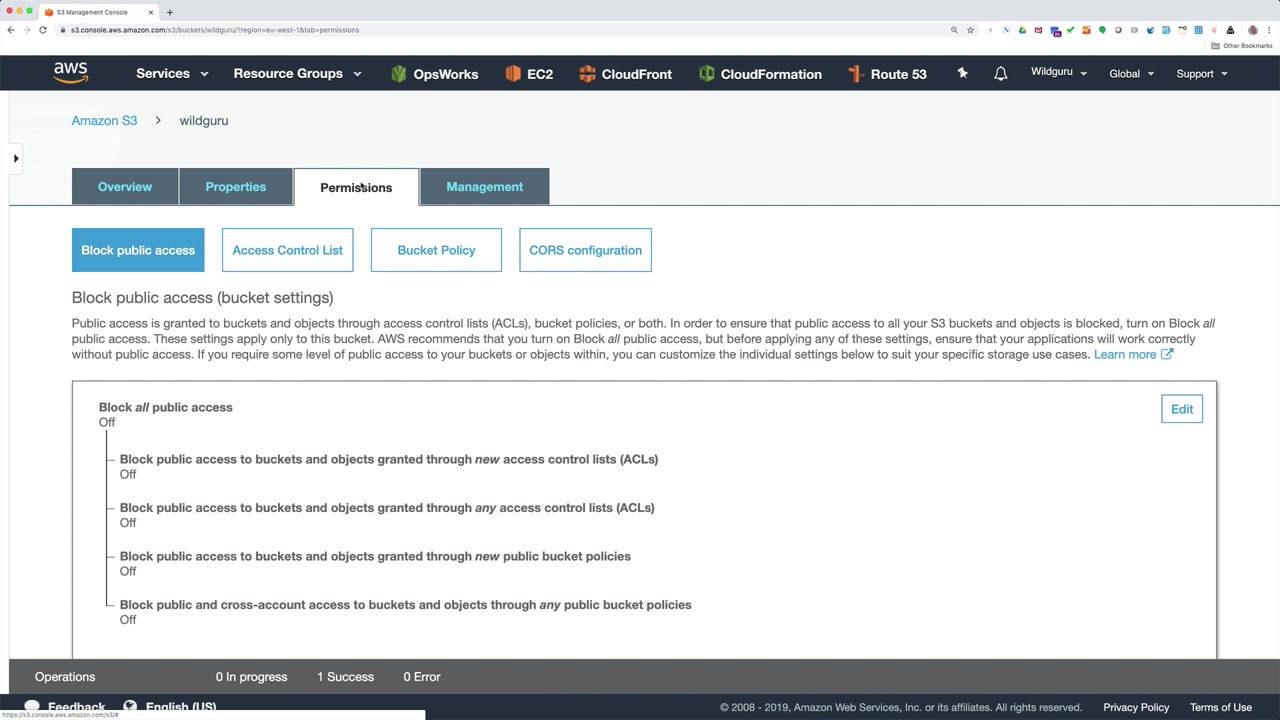 S3 Management Console
s3.console.aws.amazon.com/s3/buckets/wildguru/?region=eu-west-1&tab=permissions
Other Bookmarks
aws
Services
Resource Groups
OpsWorks
EC2
CloudFront
CloudFormation
Route 53
Wildguru
Global
Support
Amazon S3 > wildguru
Overview
Properties
Permissions
Management
Block public access
Access Control List
Bucket Policy
CORS configuration
Block public access (bucket settings)
Public access is granted to buckets and objects through access control lists (ACLs), bucket policies, or both. In order to ensure that public access to all your S3 buckets and objects is blocked, turn on Block all
public access. These settings apply only to this bucket. AWS recommends that you turn on Block all public access, but before applying any of these settings, ensure that your applications will work correctly
without public access. If you require some level of public access to your buckets or objects within, you can customize the individual settings below to suit your specific storage use cases. Learn more
Block all public access
Off
Edit
Block public access to buckets and objects granted through new access control lists (ACLs)
Off
Block public access to buckets and objects granted through any access control lists (ACLs)
Off
Block public access to buckets and objects granted through new public bucket policies
Off
Block public and cross-account access to buckets and objects through any public bucket policies
Off
Operations
0 In progress
1 Success
0 Error
Feedback
English (US)
© 2008 - 2019, Amazon Web Services, Inc. or its affiliates. All rights reserved.
Privacy Policy
Terms of Use
https://s3.console.aws.amazon.com/s3/#